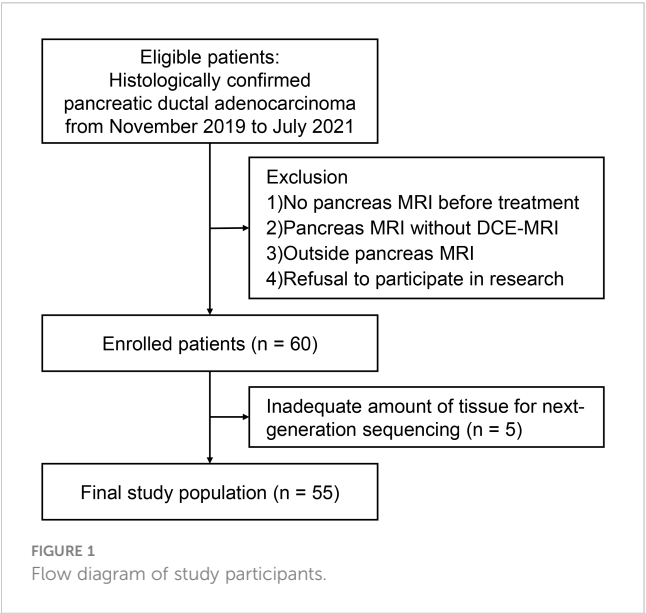 Eligible patients:
Histologically confirmed
pancreatic ductal adenocarcinoma
from November 2019 to July 2021
Exclusion
1)No pancreas MRI before treatment
2)Pancreas MRI without DCE-MRI
3)Outside pancreas MRI
4)Refusal to participate in research
Enrolled patients (n = 60)
Inadequate amount of tissue for next-
generation sequencing (n = 5)
Final study population (n = 55)
FIGURE 1
Flow diagram of study participants.